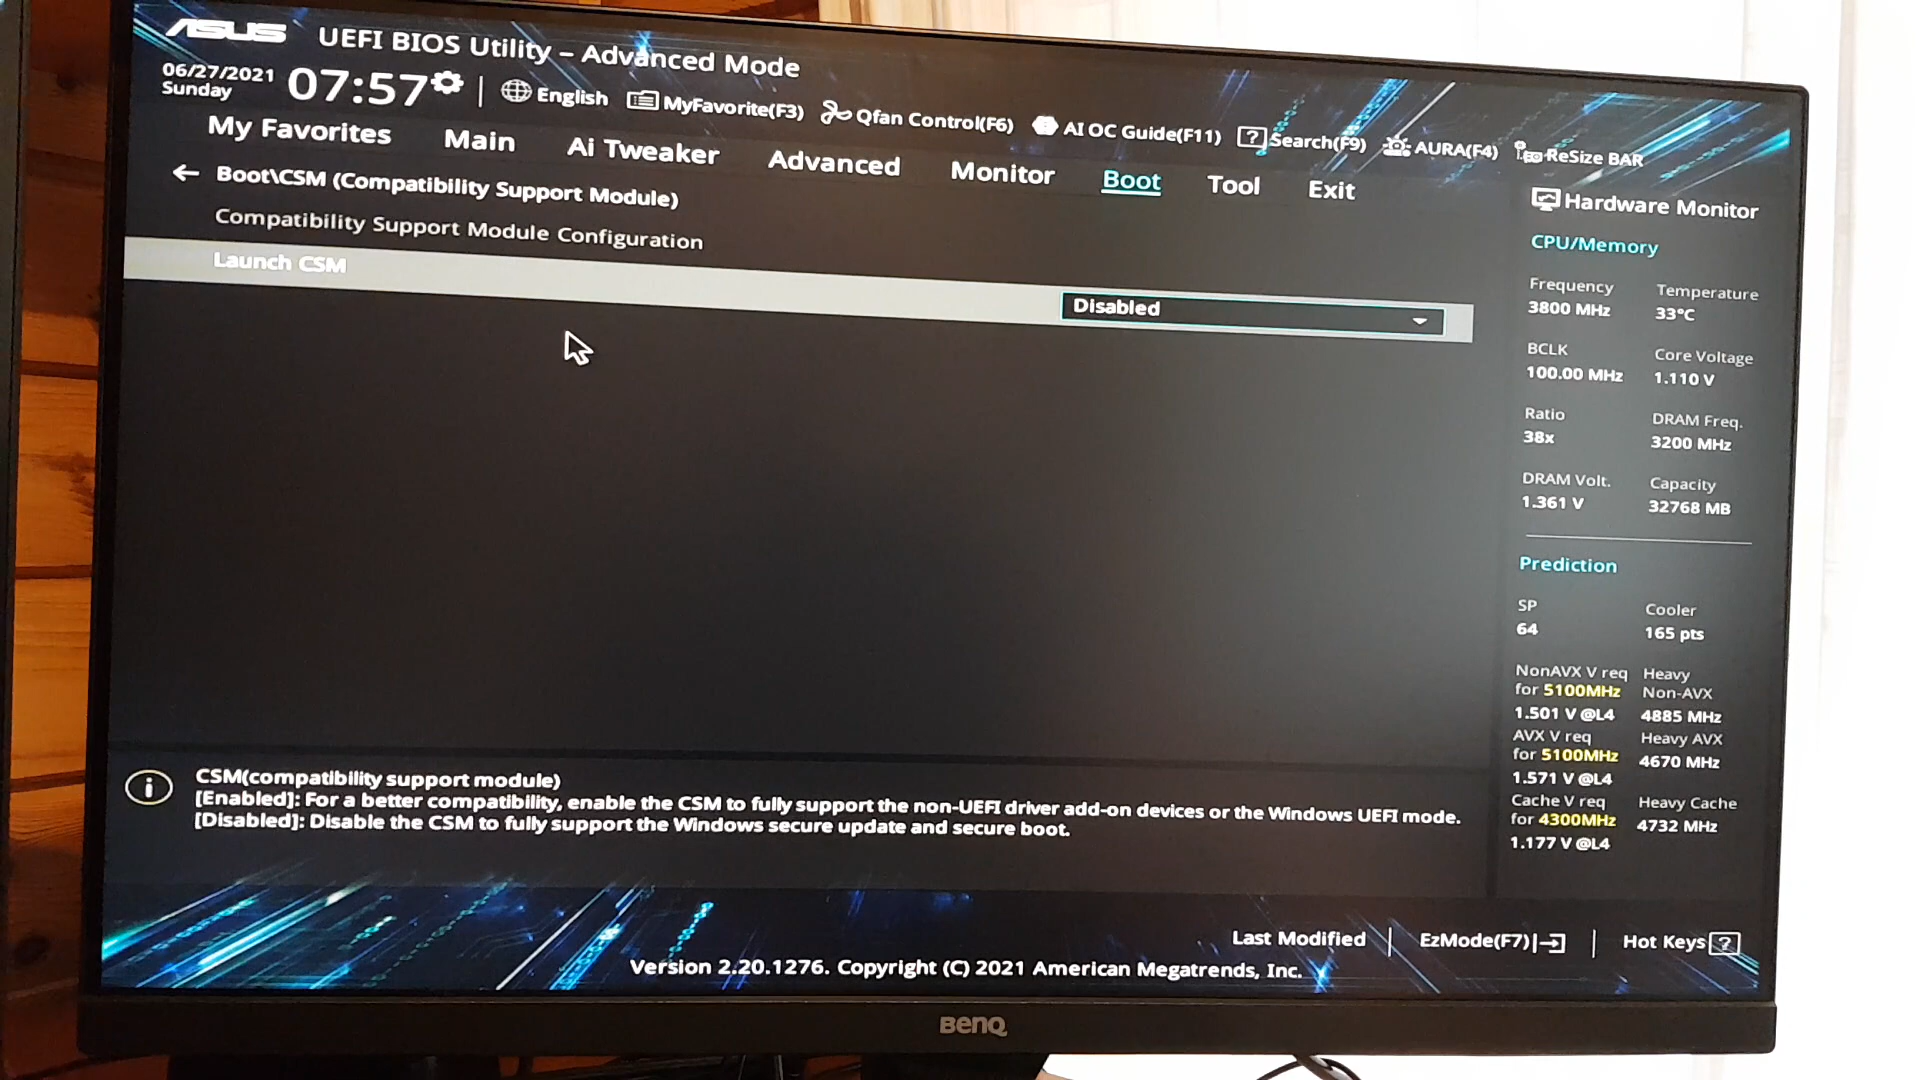 ASUS UEFI BIOS Utility – Advanced Mode
06/27/2021
Sunday
07:57
English
MyFavorite(F3)
Qfan Control(F6)
AI OC Guide(F11)
Search(F9)
AURA(F4)
ReSize BAR
My Favorites
Main
Ai Tweaker
Advanced
Monitor
Boot
Tool
Exit
Boot\CSM (Compatibility Support Module)
Compatibility Support Module Configuration
Launch CSM
Disabled
Hardware Monitor
CPU/Memory
Frequency Temperature
3800 MHz 33°C
BCLK Core Voltage
100.00 MHz 1.110 V
Ratio DRAM Freq.
38x 3200 MHz
DRAM Volt. Capacity
1.361 V 32768 MB
Prediction
SP Cooler
64 165 pts
NonAVX V req Heavy
for 5100MHz Non-AVX
1.501 V @L4 4885 MHz
AVX V req Heavy AVX
for 5100MHz 4670 MHz
1.571 V @L4
Cache V req Heavy Cache
for 4300MHz 4732 MHz
1.177 V @L4
CSM(compatibility support module)
[Enabled]: For a better compatibility, enable the CSM to fully support the non-UEFI driver add-on devices or the Windows UEFI mode.
[Disabled]: Disable the CSM to fully support the Windows secure update and secure boot.
Last Modified
EzMode(F7)
Hot Keys ?
Version 2.20.1276. Copyright (C) 2021 American Megatrends, Inc.
BenQ